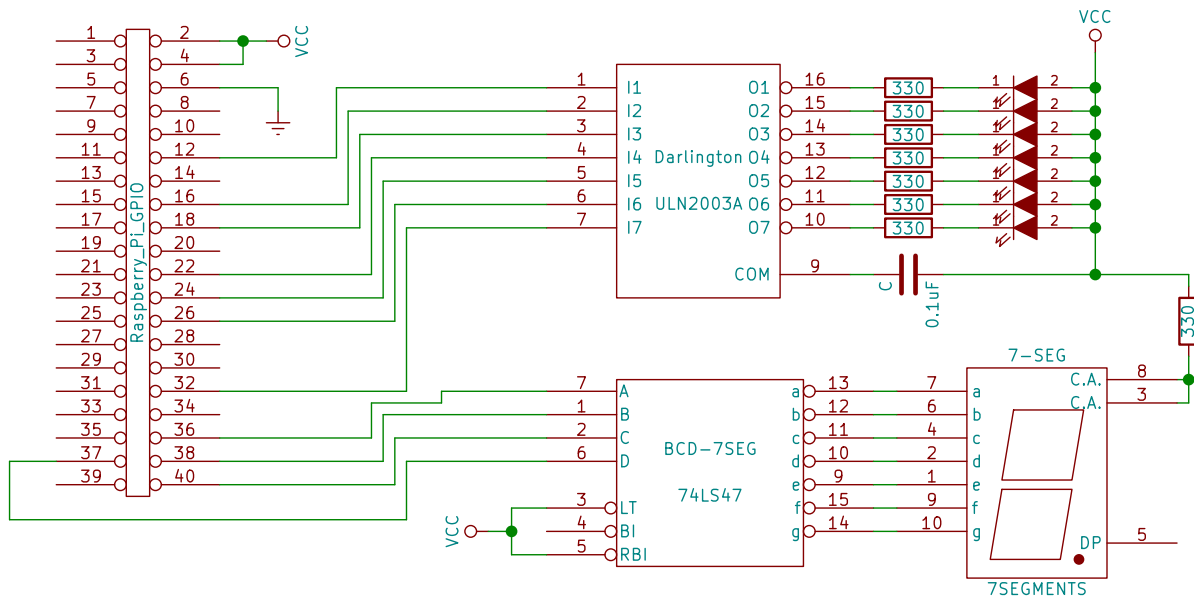 VCC
1 2
VCC
3 4
5 6
7 8
9 10
11 12
13 14
15 16
17 18
19 20
21 22
23 24
25 26
27 28
29 30
31 32
33 34
35 36
37 38
39 40
Raspberry_Pi_GPIO
1 I1 O1 16 330 1 2
2 I2 O2 15 330 1 2
3 I3 O3 14 330 1 2
4 I4 Darlington O4 13 330 1 2
5 I5 O5 12 330 1 2
6 I6 ULN2003A O6 11 330 1 2
7 I7 O7 10 330 1 2
COM 9
C
0.1uF
330
7-SEG
7 A a 13 7 a C.A. 8
1 B b 12 6 b C.A. 3
2 C c 11 4 c
6 D d 10 2 d
BCD-7SEG
e 9 1 e
74LS47
3 LT f 15 9 f
VCC
4 BI g 14 10 g
5 RBI
DP 5
7SEGMENTS